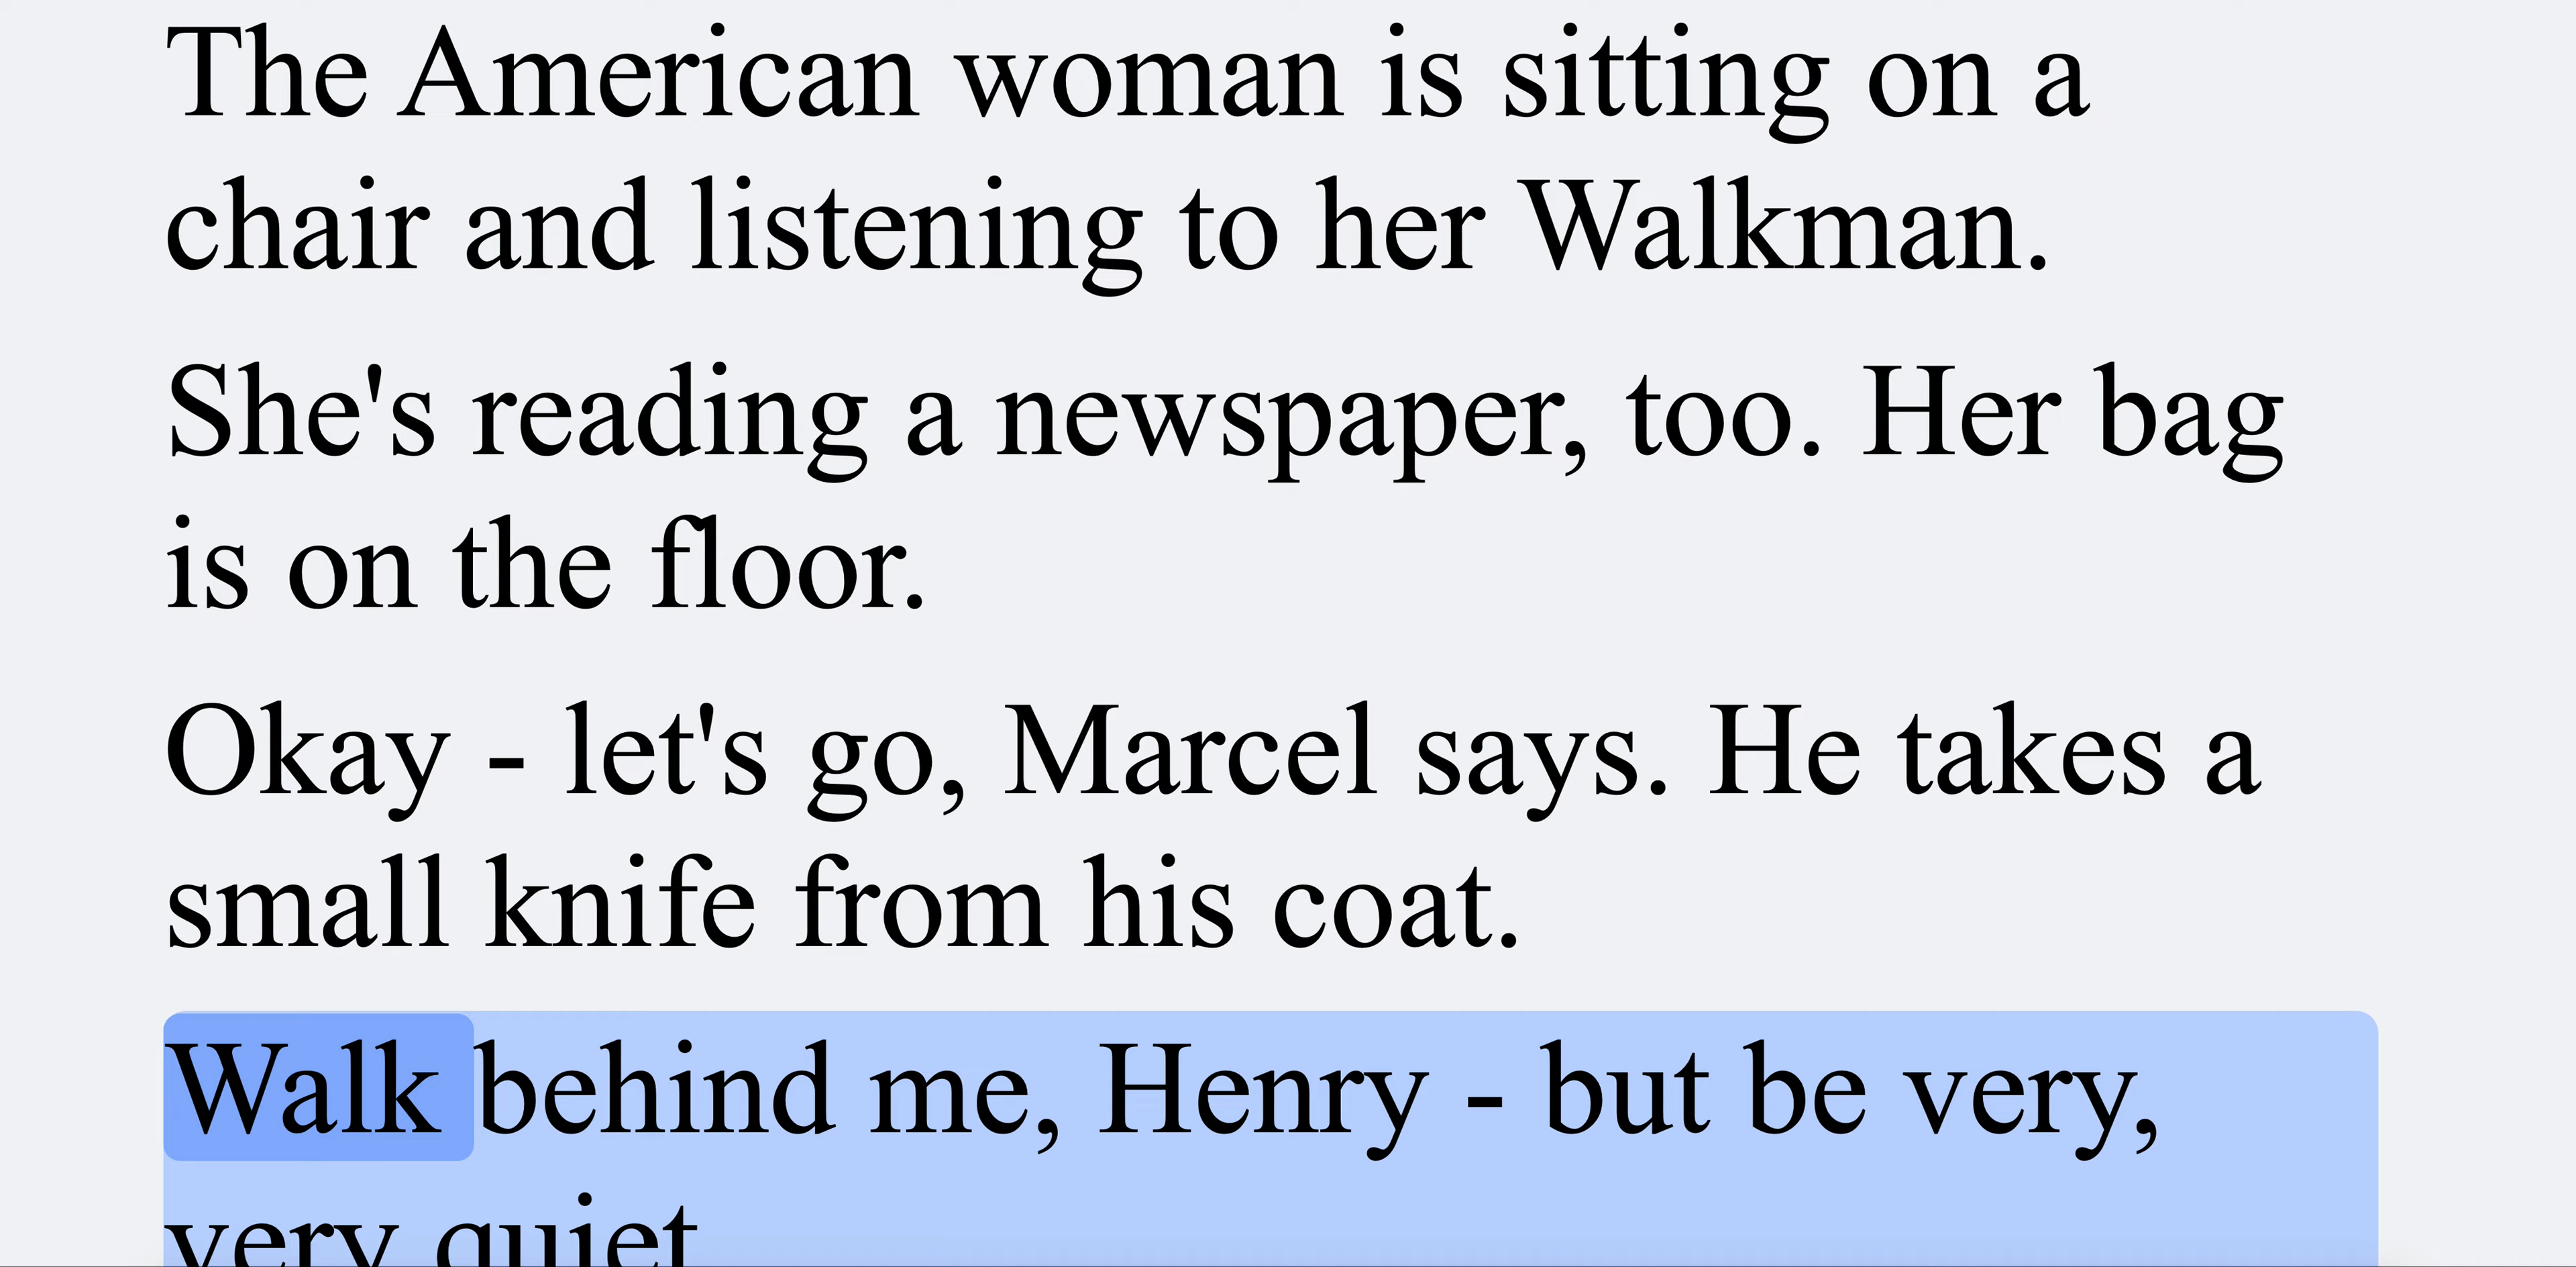 The American woman is sitting on a
chair and listening to her Walkman.
She's reading a newspaper, too. Her bag
is on the floor.
Okay - let's go, Marcel says. He takes a
small knife from his coat.
Walk behind me, Henry - but be very,
very quiet